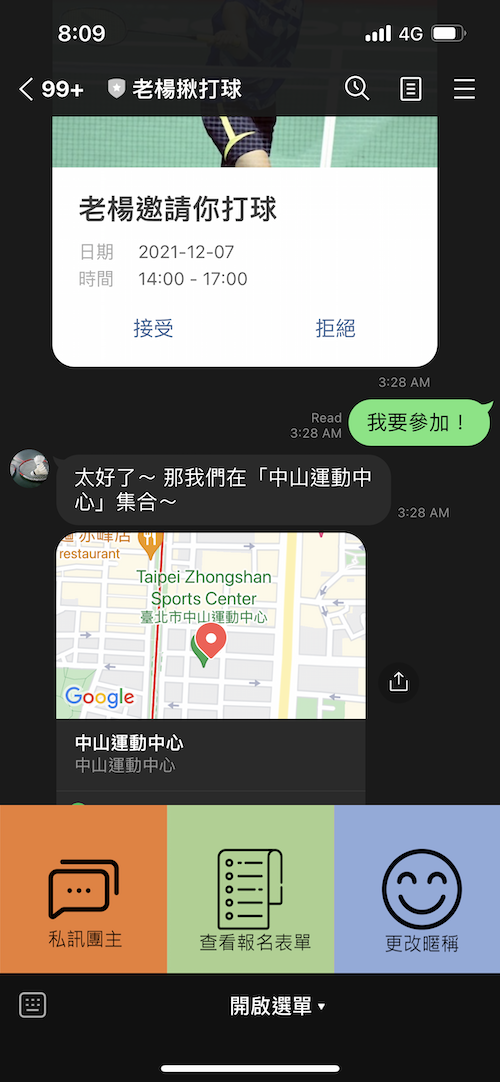 8:09
4G
99+
老楊揪打球
老楊邀請你打球
日期 2021-12-07
時間 14:00 - 17:00
接受 拒絕
3:28 AM
Read
3:28 AM
我要參加！
太好了～ 那我們在「中山運動中
心」集合～
3:28 AM
restaurant
Taipei Zhongshan
Sports Center
臺北市中山運動中心
Google
中山運動中心
中山運動中心
私訊團主
查看報名表單
更改暱稱
開啟選單 ▾